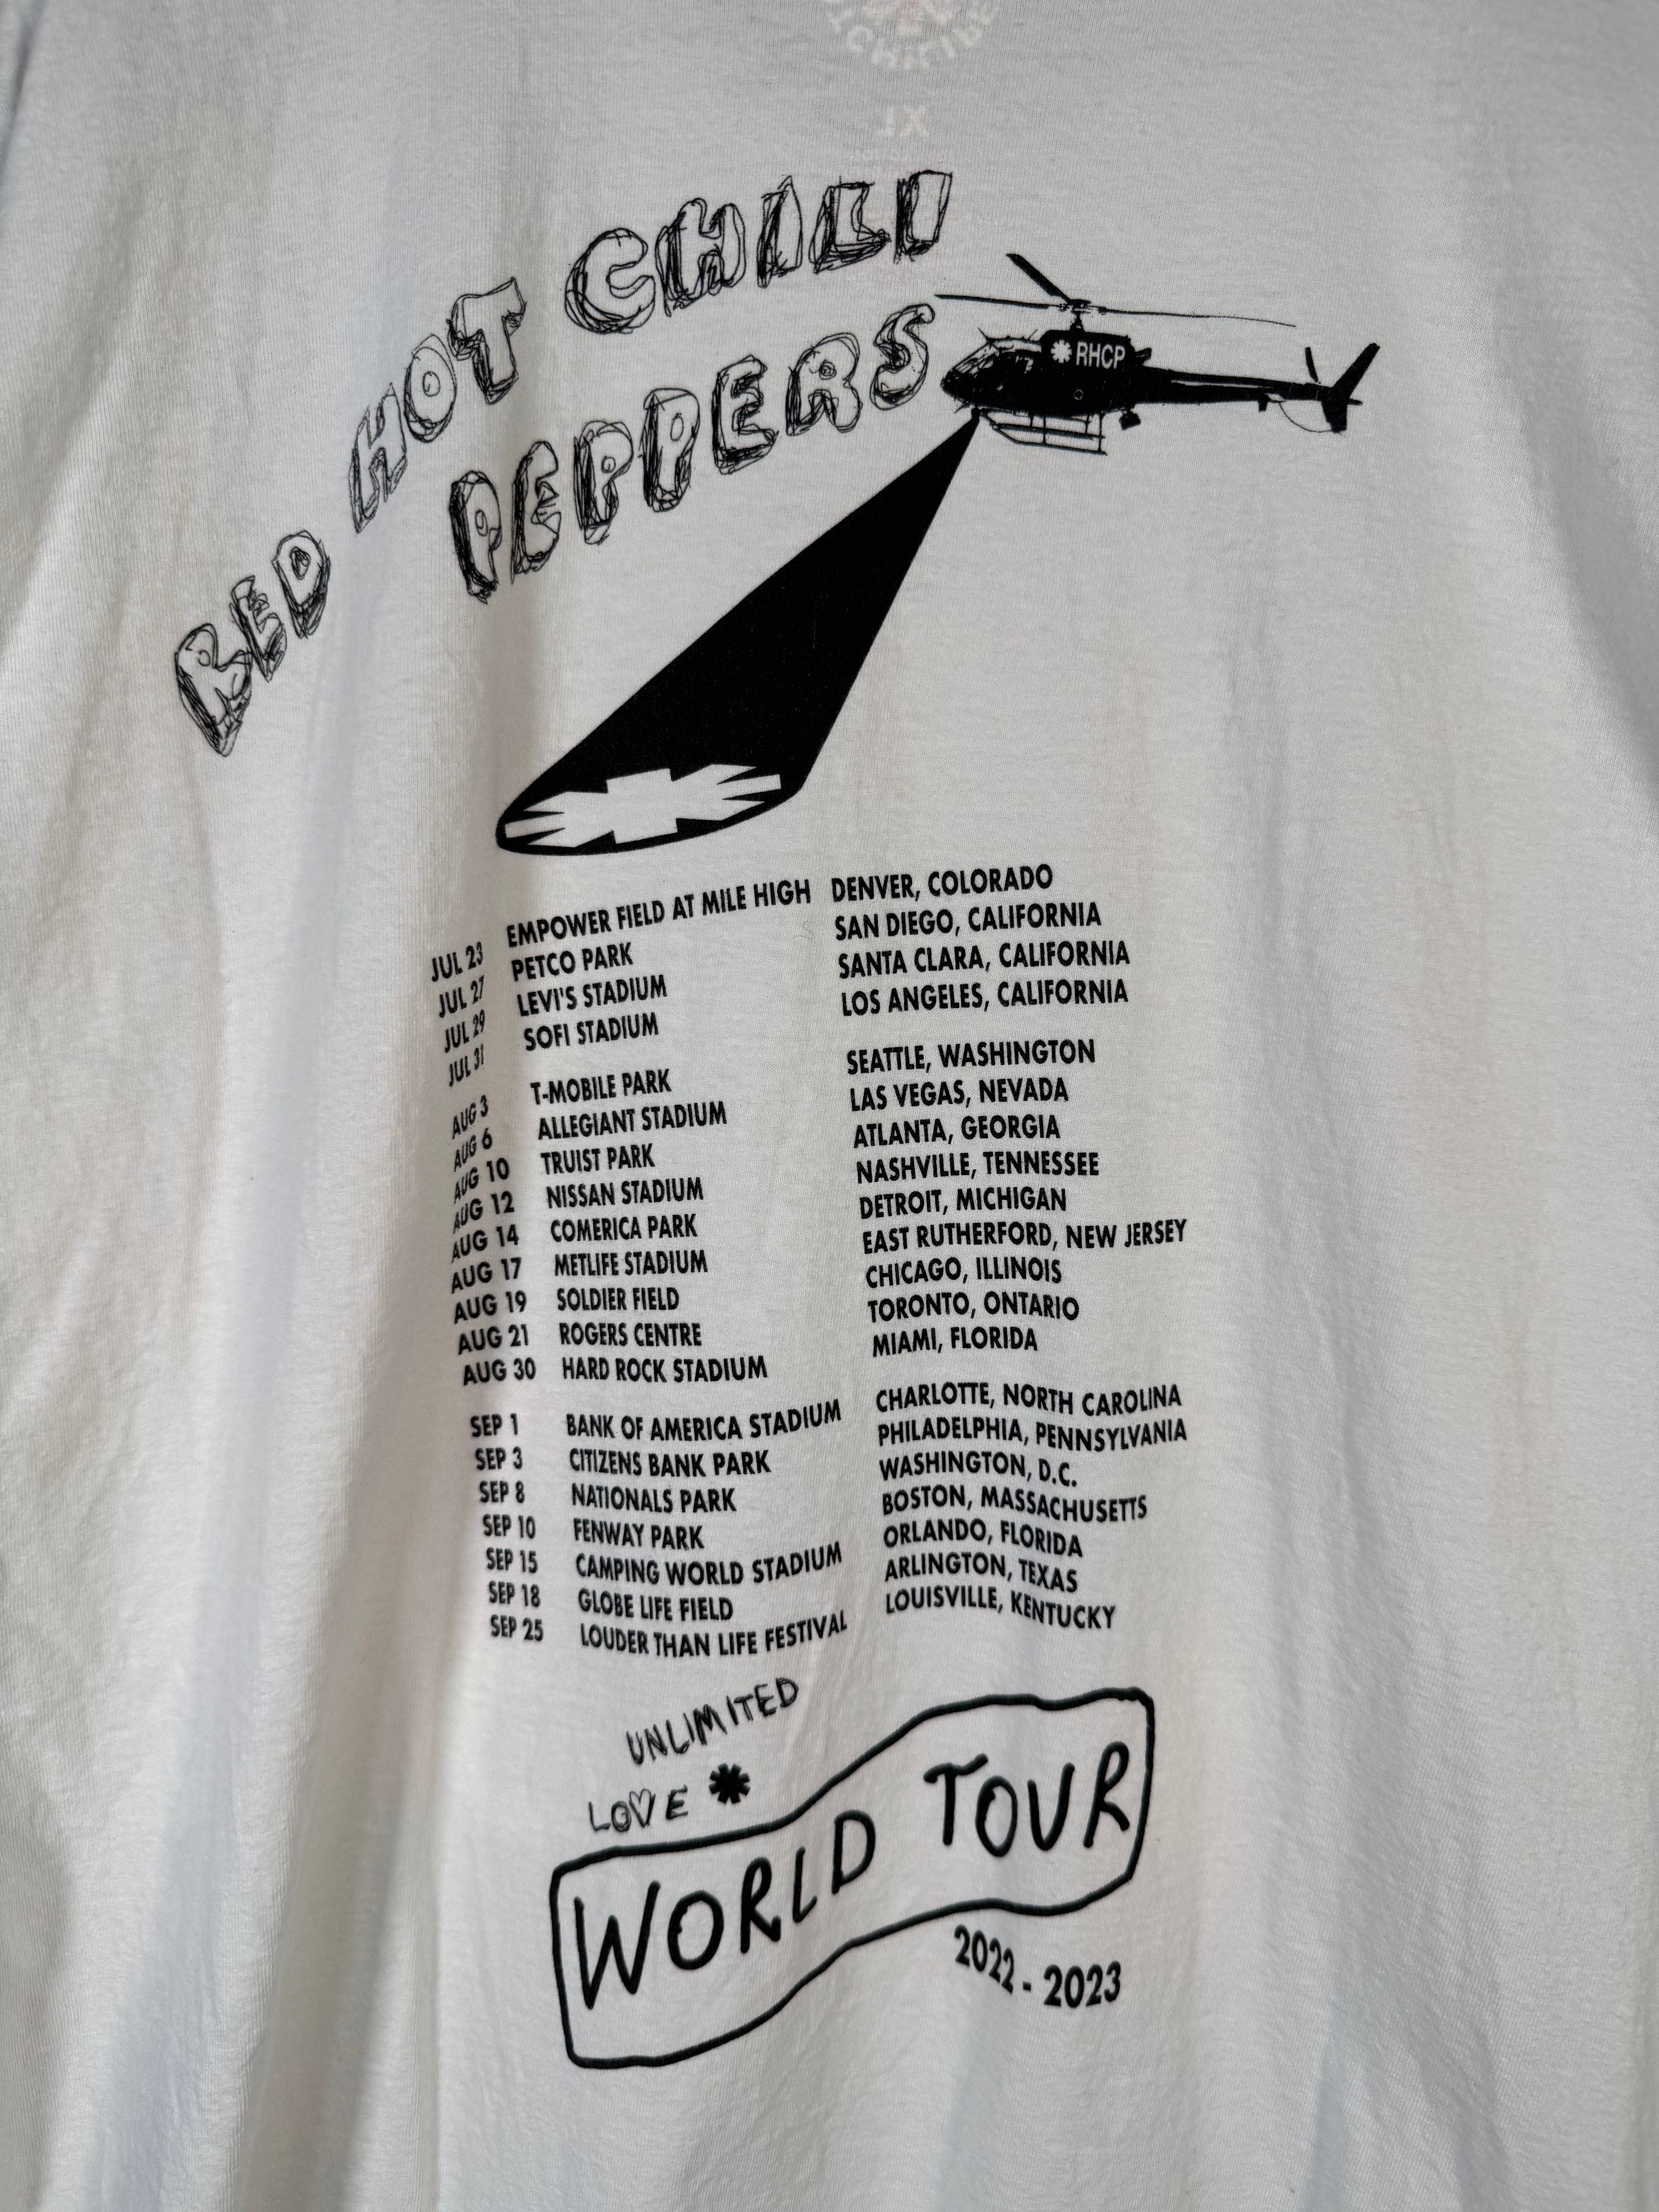 XL
RED HOT CHILI
PEPPERS
RHCP
JUL 23 EMPOWER FIELD AT MILE HIGH DENVER, COLORADO
JUL 27 PETCO PARK SAN DIEGO, CALIFORNIA
JUL 29 LEVI'S STADIUM SANTA CLARA, CALIFORNIA
JUL 31 SOFI STADIUM LOS ANGELES, CALIFORNIA
AUG 3 T-MOBILE PARK SEATTLE, WASHINGTON
AUG 6 ALLEGIANT STADIUM LAS VEGAS, NEVADA
AUG 10 TRUIST PARK ATLANTA, GEORGIA
AUG 12 NISSAN STADIUM NASHVILLE, TENNESSEE
AUG 14 COMERICA PARK DETROIT, MICHIGAN
AUG 17 METLIFE STADIUM EAST RUTHERFORD, NEW JERSEY
AUG 19 SOLDIER FIELD CHICAGO, ILLINOIS
AUG 21 ROGERS CENTRE TORONTO, ONTARIO
AUG 30 HARD ROCK STADIUM MIAMI, FLORIDA
SEP 1 BANK OF AMERICA STADIUM CHARLOTTE, NORTH CAROLINA
SEP 3 CITIZENS BANK PARK PHILADELPHIA, PENNSYLVANIA
SEP 8 NATIONALS PARK WASHINGTON, D.C.
SEP 10 FENWAY PARK BOSTON, MASSACHUSETTS
SEP 15 CAMPING WORLD STADIUM ORLANDO, FLORIDA
SEP 18 GLOBE LIFE FIELD ARLINGTON, TEXAS
SEP 25 LOUDER THAN LIFE FESTIVAL LOUISVILLE, KENTUCKY
UNLIMITED
LOVE
WORLD TOUR
2022 - 2023